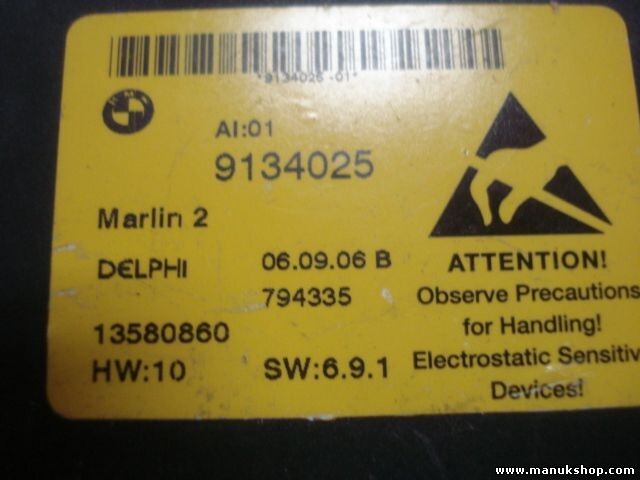 *9134025-01*
BMW
AI:01
9134025
Marlin 2
DELPHI
06.09.06 B
794335
13580860
HW:10
SW:6.9.1
ATTENTION!
Observe Precautions
for Handling!
Electrostatic Sensitiv
Devices!
www.manukshop.com